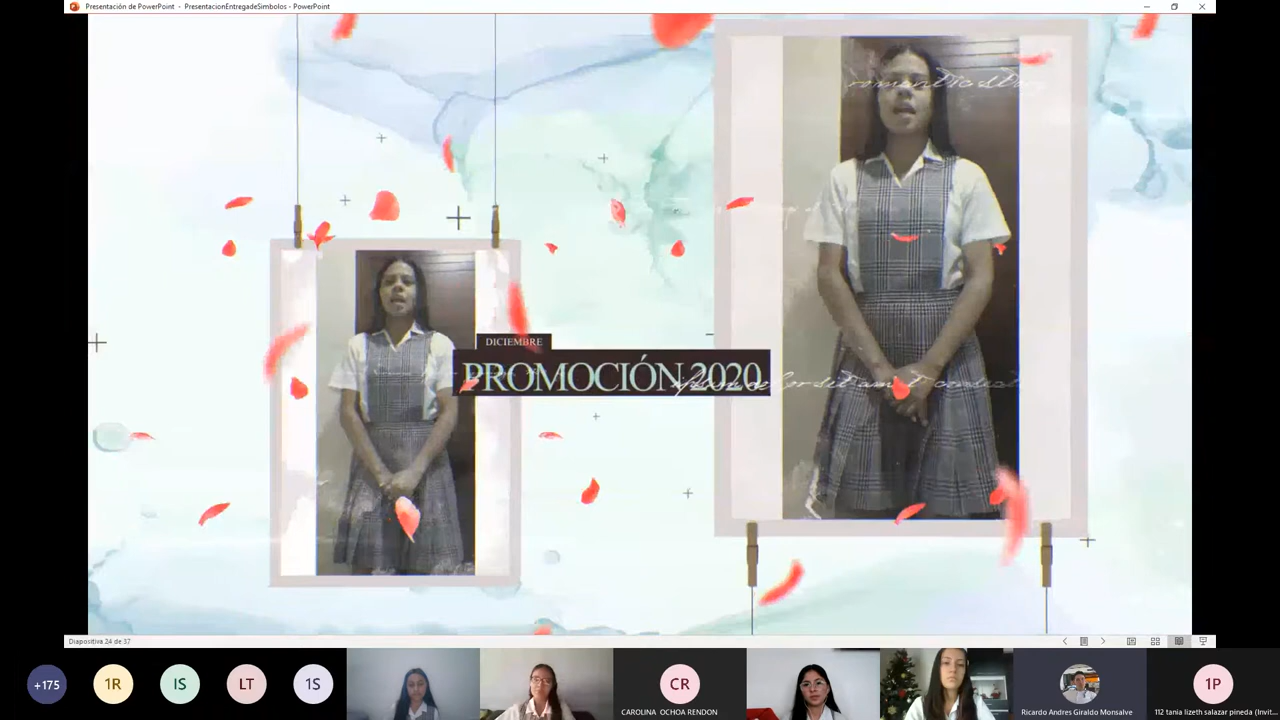 Presentación de PowerPoint - PresentacionEntregadeSimbolos - PowerPoint
DICIEMBRE
PROMOCIÓN 2020
Diapositiva 24 de 37
+175
1R
IS
LT
1S
CR
CAROLINA OCHOA RENDON
Ricardo Andres Giraldo Monsalve
1P
112 tania lizeth salazar pineda (Invit...